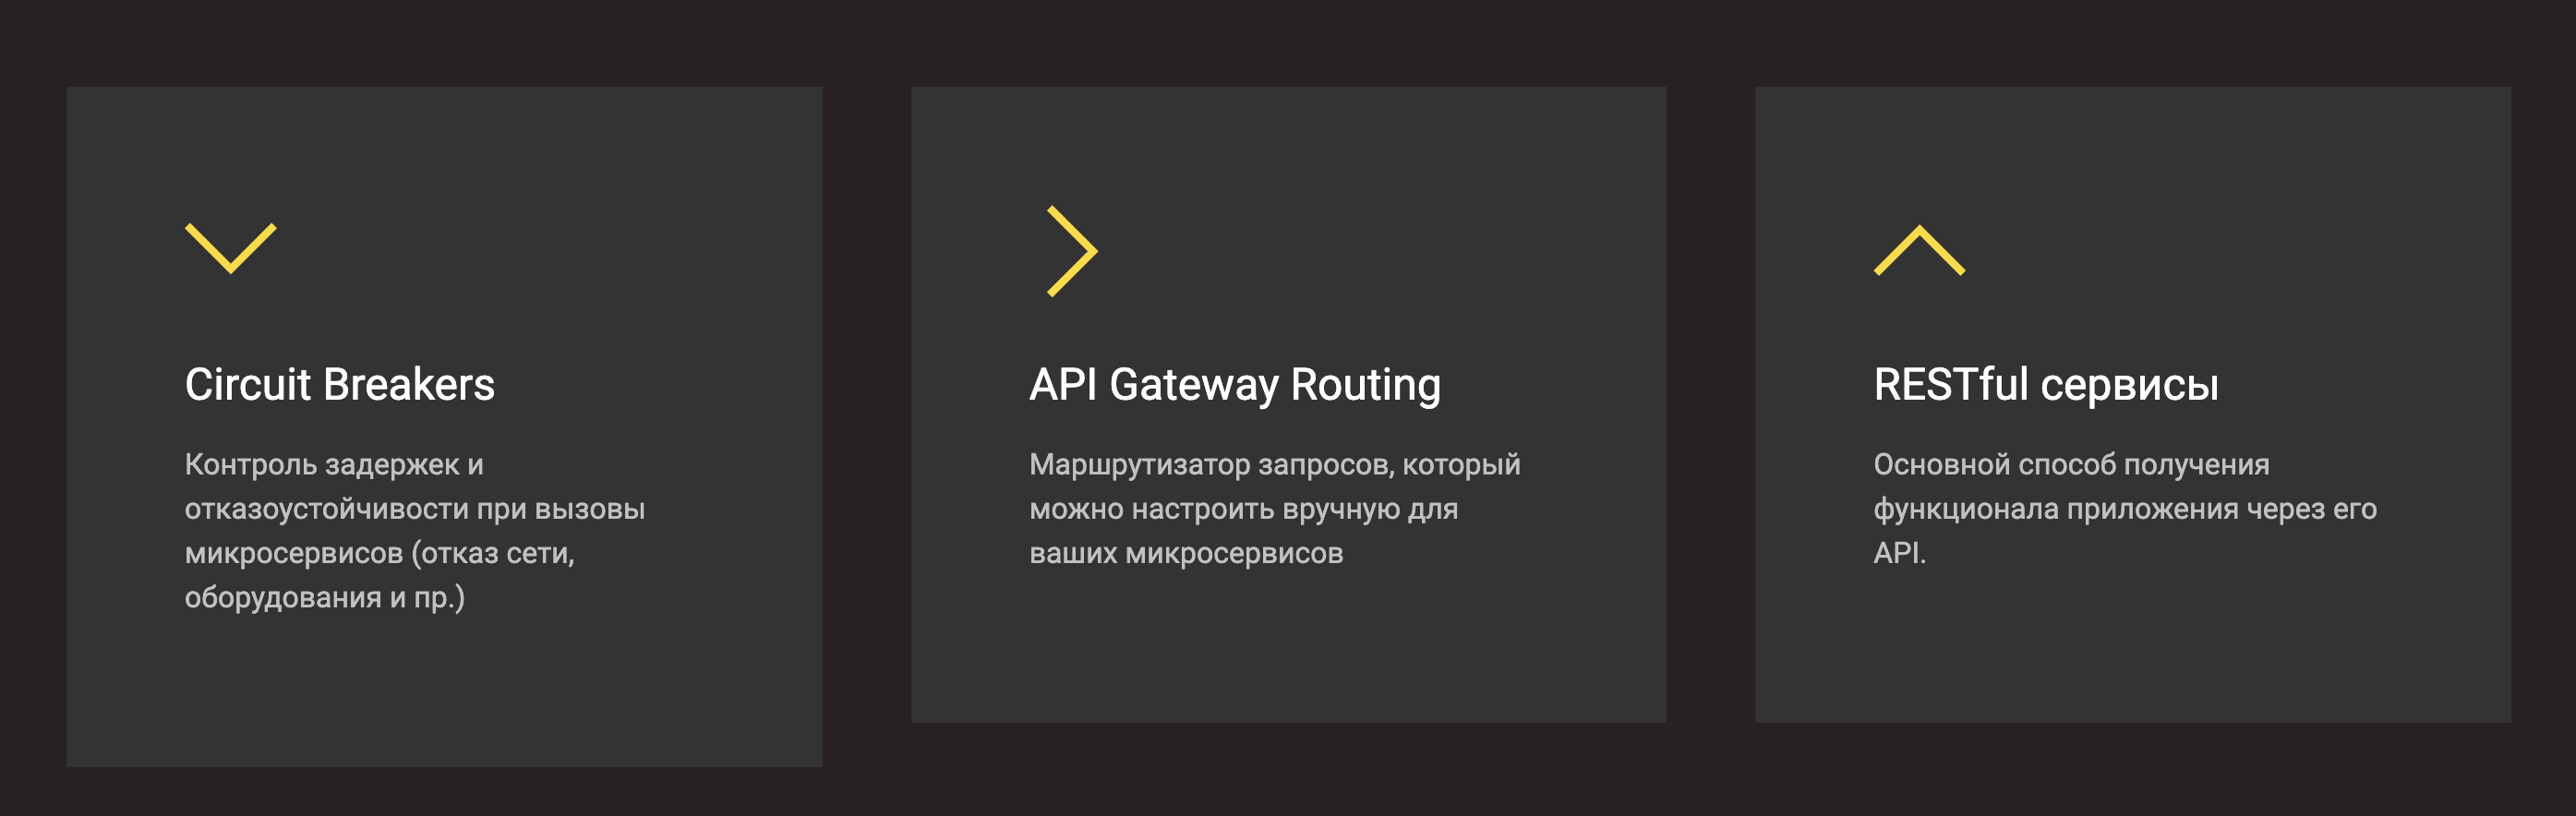 Circuit Breakers
Контроль задержек и
отказоустойчивости при вызовы
микросервисов (отказ сети,
оборудования и пр.)
API Gateway Routing
Маршрутизатор запросов, который
можно настроить вручную для
ваших микросервисов
RESTful сервисы
Основной способ получения
функционала приложения через его
API.